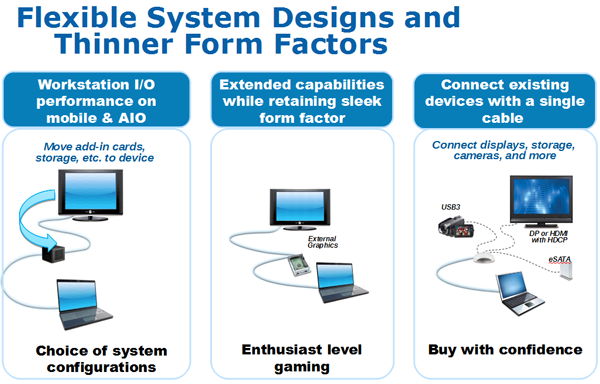 Flexible System Designs and
Thinner Form Factors
Workstation I/O
performance on
mobile & AIO
Move add-in cards,
storage, etc. to device
Choice of system
configurations
Extended capabilities
while retaining sleek
form factor
External
Graphics
Enthusiast level
gaming
Connect existing
devices with a single
cable
Connect displays, storage,
cameras, and more
USB3
DP or HDMI
with HDCP
eSATA
Buy with confidence